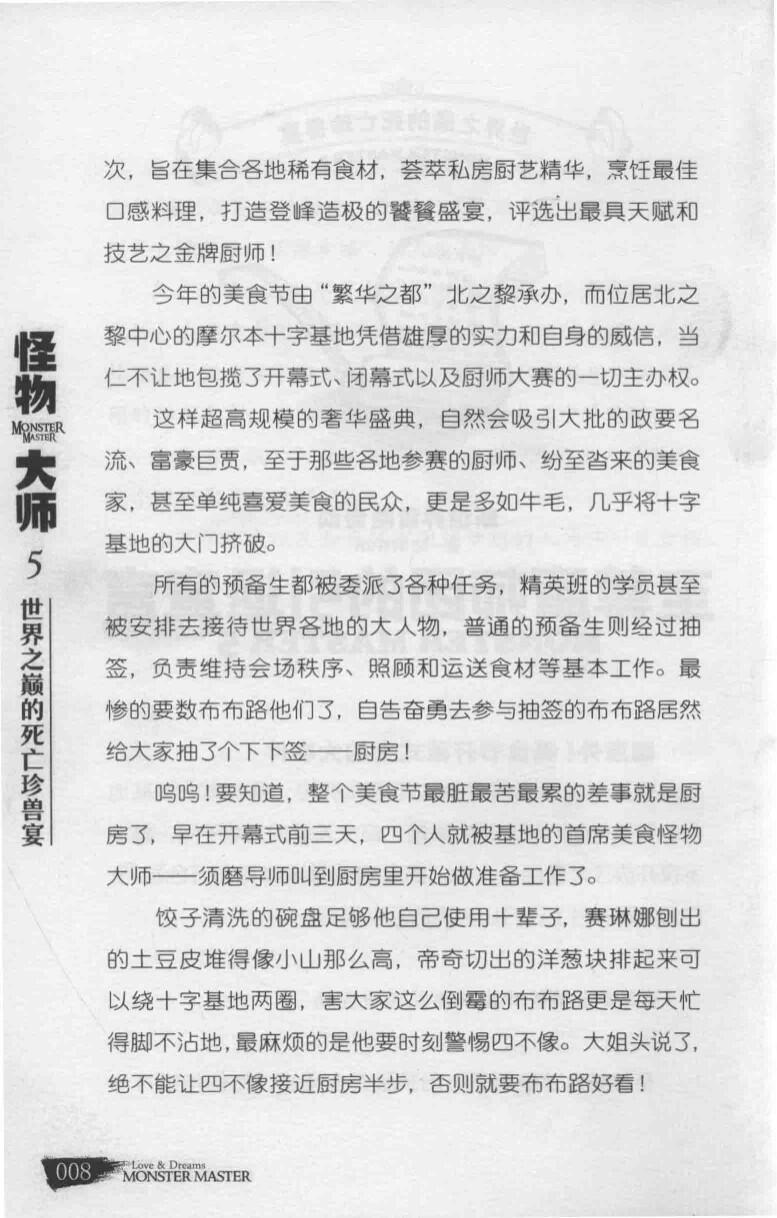 次，旨在集合各地稀有食材，荟萃私房厨艺精华，烹饪最佳
口感料理，打造登峰造极的饕餮盛宴，评选出最具天赋和
技艺之金牌厨师！
今年的美食节由“繁华之都” 北之黎承办，而位居北之
黎中心的摩尔本十字基地凭借雄厚的实力和自身的威信，当
仁不让地包揽了开幕式、闭幕式以及厨师大赛的一切主办权。
这样超高规模的奢华盛典，自然会吸引大批的政要名
流、富豪巨贾，至于那些各地参赛的厨师、纷至沓来的美食
家，甚至单纯喜爱美食的民众，更是多如牛毛，几乎将十字
基地的大门挤破。
所有的预备生都被委派了各种任务，精英班的学员甚至
被安排去接待世界各地的大人物，普通的预备生则经过抽
签，负责维持会场秩序、照顾和运送食材等基本工作。最
惨的要数布布路他们了，自告奋勇去参与抽签的布布路居然
给大家抽了个下下签——厨房！
呜呜！要知道，整个美食节最脏最苦最累的差事就是厨
房了，早在开幕式前三天，四个人就被基地的首席美食怪物
大师——须磨导师叫到厨房里开始做准备工作了。
饺子清洗的碗盘足够他自己使用十辈子，赛琳娜刨出
的土豆皮堆得像小山那么高，帝奇切出的洋葱块排起来可
以绕十字基地两圈，害大家这么倒霉的布布路更是每天忙
得脚不沾地，最麻烦的是他要时刻警惕四不像。大姐头说了，
绝不能让四不像接近厨房半步，否则就要布布路好看！
怪物
MONSTER
MASTER
大师
5
世界之巅的死亡珍兽宴
008
Love & Dreams
MONSTER MASTER